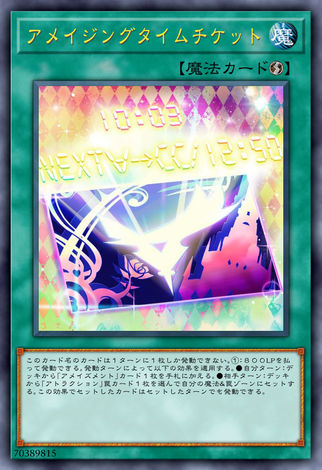 アメイジングタイムチケット
魔
【魔法カード】
10:03
NEXT∀→CC/12:50
このカード名のカードは1ターンに1枚しか発動できない。①:800LPを払
って発動できる。発動ターンによって以下の効果を適用する。●自分ターン:デ
ッキから「アメイズメント」カード1枚を手札に加える。●相手ターン:デッキ
から「アトラクション」罠カード1枚を選んで自分の魔法&罠ゾーンにセットす
る。この効果でセットしたカードはセットしたターンでも発動できる。
70389815